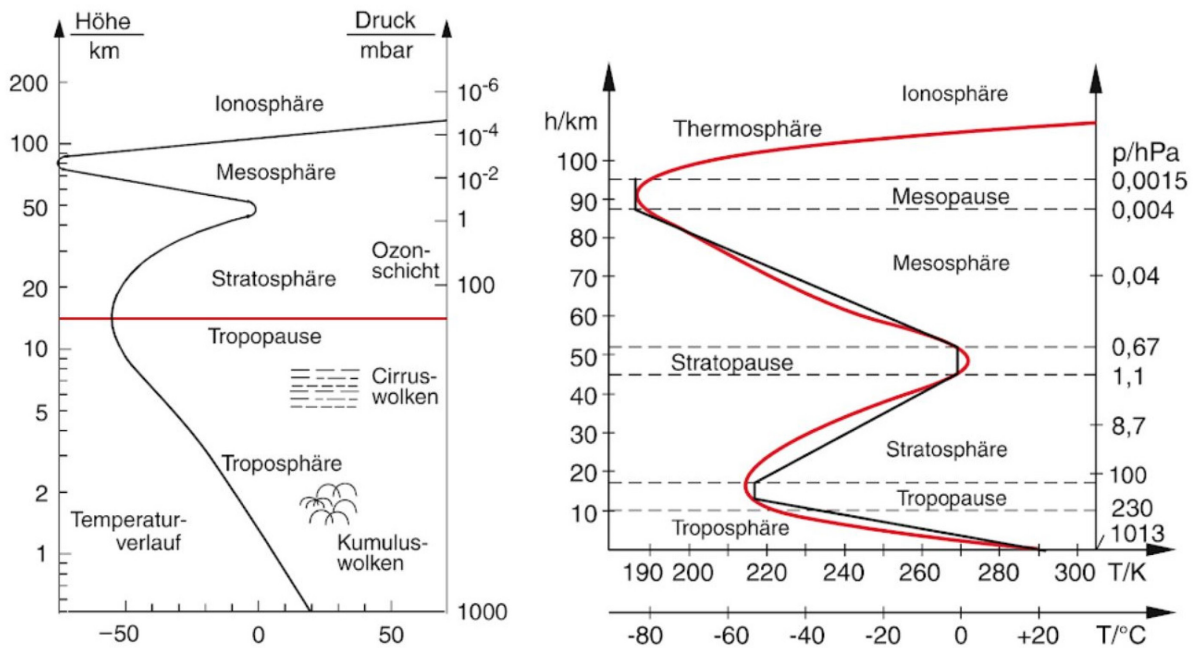 Höhe
km
Druck
mbar
200
10⁻⁶
Ionosphäre
10⁻⁴
100
Mesosphäre
10⁻²
50
1
Ozon-
schicht
Stratosphäre
100
20
Tropopause
10
Cirrus-
wolken
5
Troposphäre
2
Temperatur-
verlauf
Kumulus-
wolken
1
1000
−50
0
50
h/km
Ionosphäre
Thermosphäre
p/hPa
100
0,0015
Mesopause
90
0,004
80
Mesosphäre
70
0,04
60
0,67
50
Stratopause
1,1
40
8,7
30
Stratosphäre
100
20
Tropopause
230
10
Troposphäre
1013
190 200 220 240 260 280 300 T/K
-80 -60 -40 -20 0 +20 T/°C